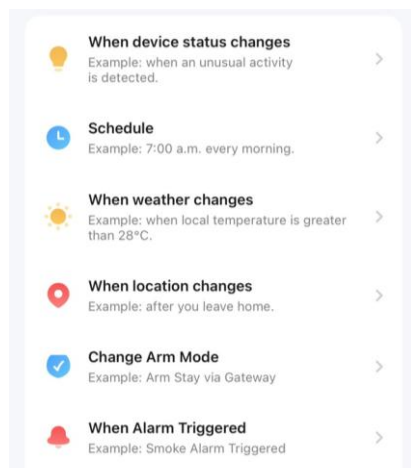 When device status changes
Example: when an unusual activity
is detected.
Schedule
Example: 7:00 a.m. every morning.
When weather changes
Example: when local temperature is greater
than 28°C.
When location changes
Example: after you leave home.
Change Arm Mode
Example: Arm Stay via Gateway
When Alarm Triggered
Example: Smoke Alarm Triggered